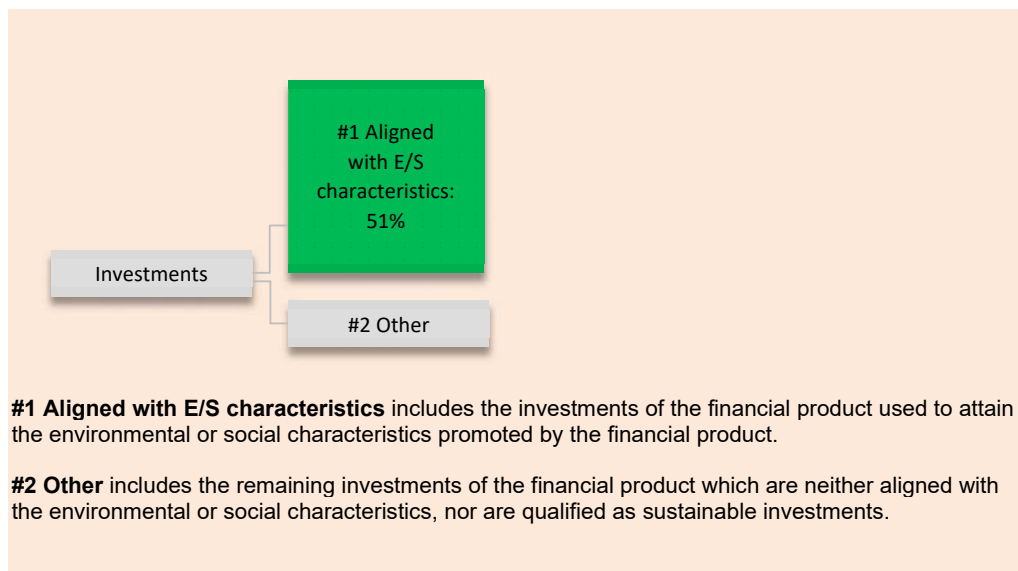 #1 Aligned
with E/S
characteristics:
51%
Investments
#2 Other
#1 Aligned with E/S characteristics includes the investments of the financial product used to attain
the environmental or social characteristics promoted by the financial product.
#2 Other includes the remaining investments of the financial product which are neither aligned with
the environmental or social characteristics, nor are qualified as sustainable investments.